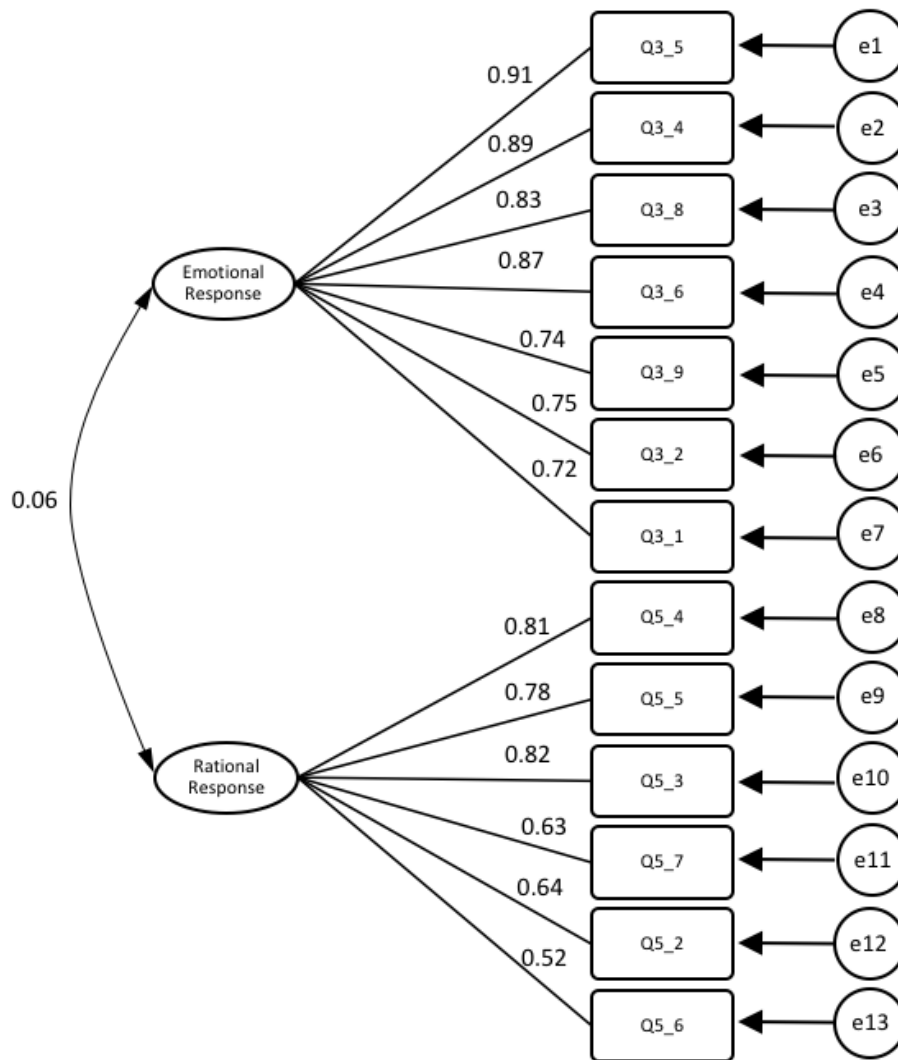 Q3_5 e1
0.91
Q3_4 e2
0.89
Q3_8 e3
0.83
Emotional
Response
0.87
Q3_6 e4
0.74
Q3_9 e5
0.75
Q3_2 e6
0.72
Q3_1 e7
0.06
0.81
Q5_4 e8
0.78
Q5_5 e9
Rational
Response
0.82
Q5_3 e10
0.63
Q5_7 e11
0.64
Q5_2 e12
0.52
Q5_6 e13